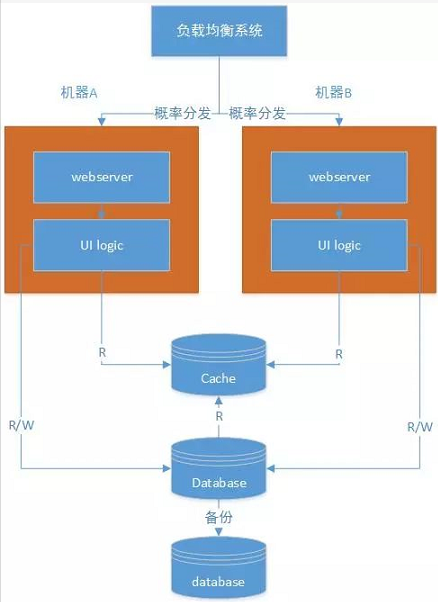 负载均衡系统
机器A
机器B
概率分发
概率分发
webserver
webserver
UI logic
UI logic
R
R
Cache
R
R/W
R/W
Database
备份
database